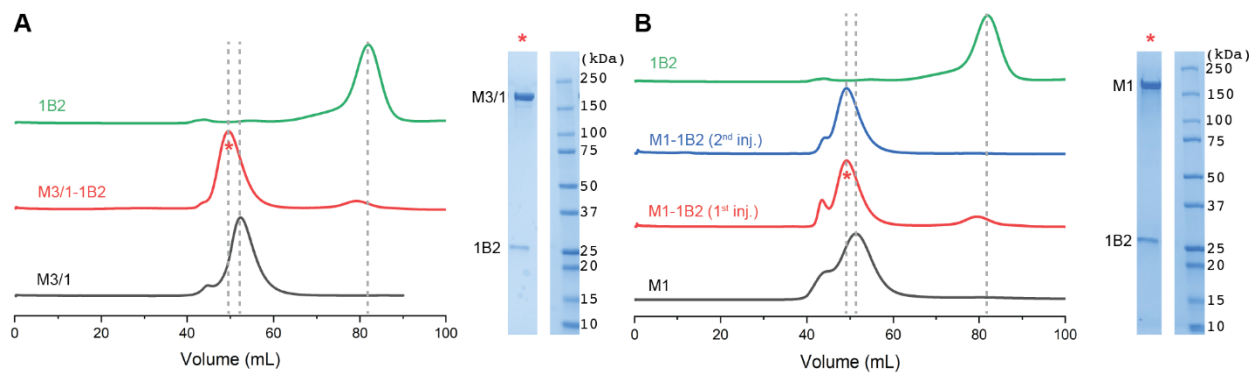 A
1B2
M3/1-1B2
*
M3/1
0
20
40
60
80
100
Volume (mL)
*
(kDa)
M3/1
1B2
250
150
100
75
50
37
25
20
15
10
B
1B2
M1-1B2 (2nd inj.)
M1-1B2 (1st inj.)
*
M1
0
20
40
60
80
100
Volume (mL)
*
(kDa)
M1
1B2
250
150
100
75
50
37
25
20
15
10